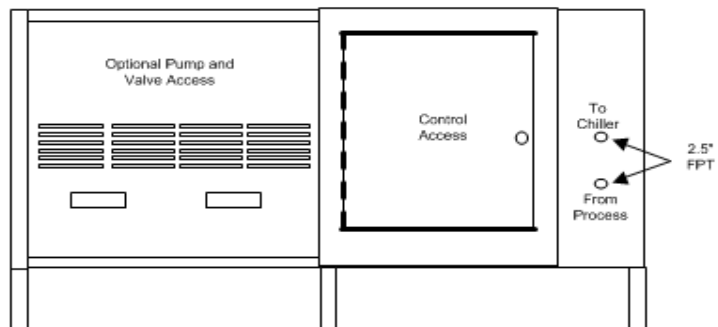 Optional Pump and
Valve Access
Control
Access
To
Chiller
2.5"
FPT
From
Process